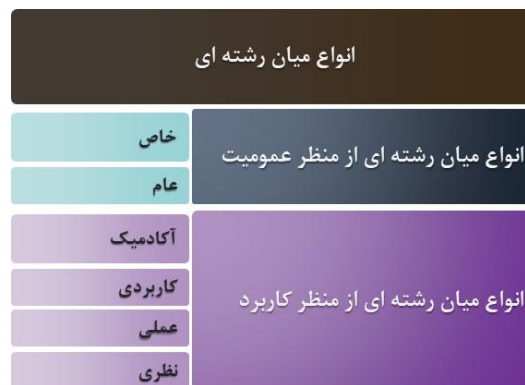 انواع میان رشته ای
انواع میان رشته ای از منظر عمومیت
خاص
عام
انواع میان رشته ای از منظر کاربرد
آکادمیک
کاربردی
عملی
نظری